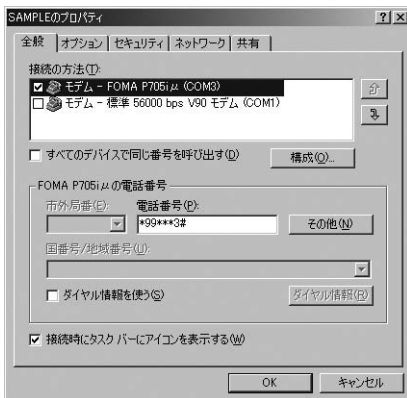 SAMPLEのプロパティ
全般 オプション セキュリティ ネットワーク 共有
接続の方法(T):
モデム - FOMA P705iμ (COM3)
モデム - 標準 56000 bps V90 モデム (COM1)
すべてのデバイスで同じ番号を呼び出す(D)
構成(O)...
FOMA P705iμの電話番号
市外局番(E): 電話番号(P):
*99***3# その他(N)
国番号/地域番号(U):
ダイヤル情報を使う(S) ダイヤル情報(R)
接続時にタスク バーにアイコンを表示する(W)
OK キャンセル